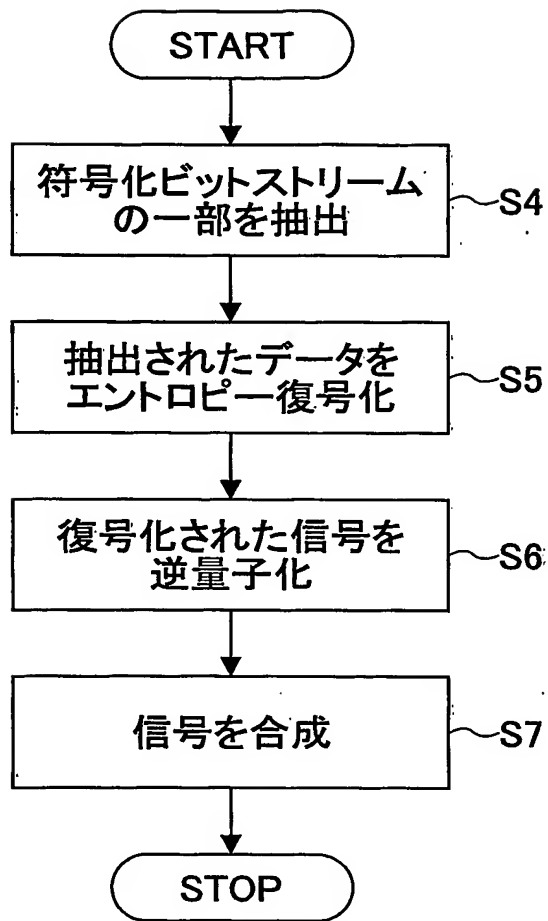 START
符号化ビットストリーム
の一部を抽出
S4
抽出されたデータを
エントロピー復号化
S5
復号化された信号を
逆量子化
S6
信号を合成
S7
STOP